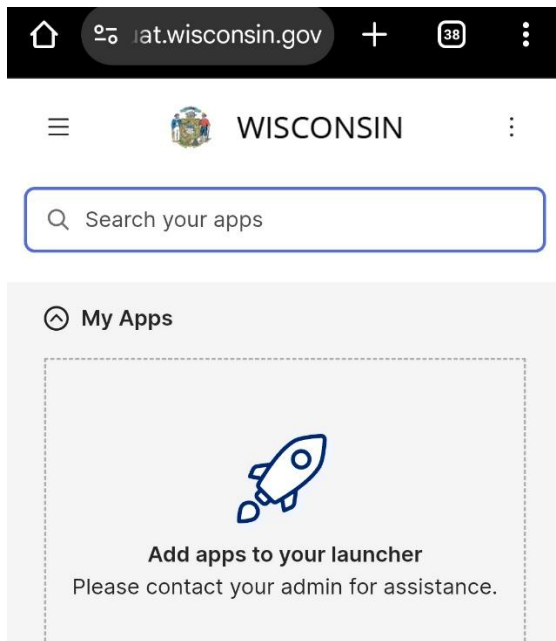 at.wisconsin.gov
38
WISCONSIN
Search your apps
My Apps
Add apps to your launcher
Please contact your admin for assistance.